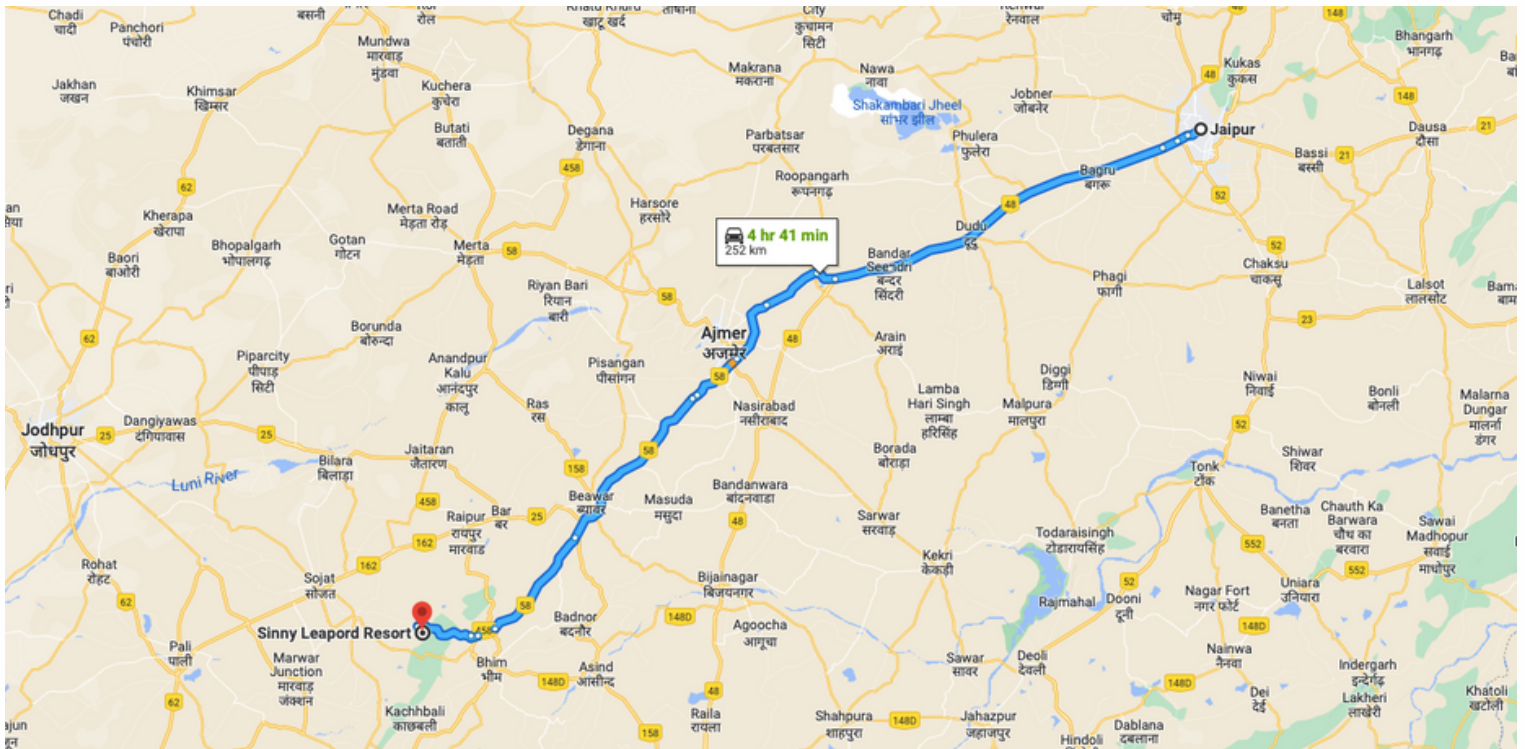 Chadi
चादी
Panchori
पंचोरी
बसनी
रोल
खाटू खर्द
City
कुचामन
सिटी
रेनवाल
चोमू
148
Bhangarh
भानगढ़
Mundwa
मारवाड़
मुंडवा
Jakhan
जखन
Khimsar
खिम्सर
Kuchera
कुचेरा
Makrana
मकराना
Nawa
नावा
Shakambari Jheel
सांभर झील
Jobner
जोबनेर
48
Kukas
कुकस
148
Butati
बुताती
Degana
डेगाना
Parbatsar
परबतसार
Phulera
फुलेरा
Jaipur
Dausa
दौसा
21
458
Bassi
बस्सी
21
62
Roopangarh
रूपनगढ़
Bagru
बगरू
52
Kherapa
खेरापा
Merta Road
मेड़ता रोड़
Harsore
हरसोरे
48
Bhopalgarh
भोपालगढ़
Gotan
गोटन
Merta
मेड़ता
58
4 hr 41 min
252 km
Dudu
दूदू
52
Baori
बाओरी
Bandar
Seendri
बन्दर
सिंदरी
Chaksu
चाकसू
Phagi
फागी
Lalsot
लालसोट
Riyan Bari
रियान
बारी
58
62
Borunda
बोरुन्दा
Ajmer
अजमेर
48
Arain
अराइं
23
Piparcity
पीपाड़
सिटी
Anandpur
Kalu
आनंदपुर
कालू
Pisangan
पीसांगन
58
Diggi
डिग्गी
Niwai
निवाई
Bonli
बोनली
Malarna
Dungar
मालर्ना
डंगर
Lamba
Hari Singh
लाम्बा
हरिसिंह
Ras
रस
Nasirabad
नसीराबाद
Malpura
मालपुरा
Jodhpur
जोधपुर
25
Dangiyawas
दंगियावास
25
52
Jaitaran
जैतारण
58
Borada
बोराड़ा
Shiwar
शिवर
Luni River
Bilara
बिलाड़ा
158
Tonk
टोंक
Bandanwara
बांदनवाडा
458
Beawar
ब्यावर
Masuda
मसुदा
Raipur
रायपुर
मारवाड
Bar
बर
25
48
Sarwar
सरवाड़
Banetha
बनेता
Chauth Ka
Barwara
चौथ का
बरवारा
Sawai
Madhopur
सवाई
माधोपुर
Todaraisingh
टोडारायसिंह
162
552
Rohat
रोहट
162
Kekri
केकड़ी
552
Sojat
सोजत
Bijainagar
बिजयनगर
52
Uniara
उनियारा
62
58
Rajmahal
Dooni
दूनी
Nagar Fort
नगर फोर्ट
Sinny Leapord Resort
458
Badnor
बदनौर
148D
Agoocha
आगूचा
148D
Pali
पाली
Marwar
Junction
मारवाड़
जंक्शन
Bhim
भीम
Asind
आसीन्द
Sawar
सावर
Deoli
देवली
Nainwa
नैनवा
Indergarh
इन्देर्गढ़
148D
148D
62
Kachhbali
काछबली
48
Raila
रायला
Shahpura
शाहपुरा
148D
Jahazpur
जहाजपुर
Dei
देई
Lakheri
लाखेरी
Khatoli
खटोली
158
Dablana
दबलाना
Hindoli